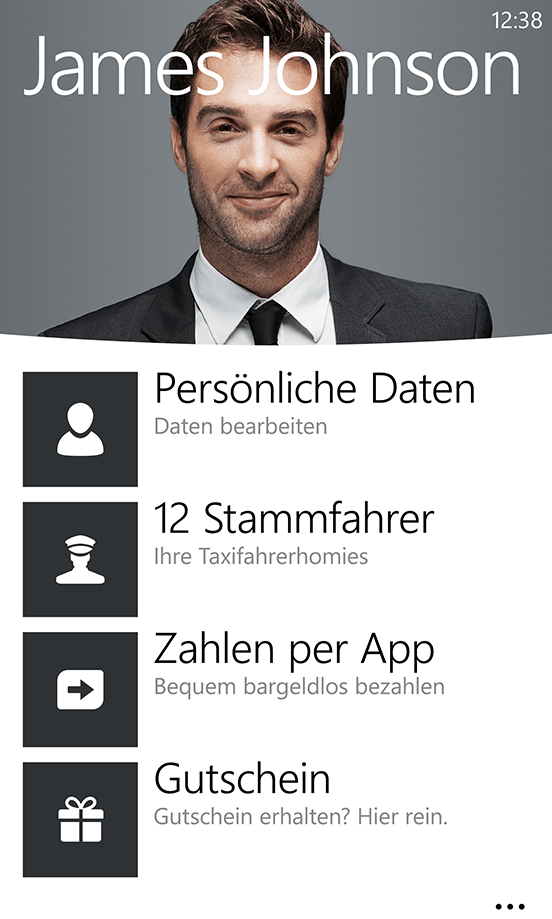 12:38
James Johnson
Persönliche Daten
Daten bearbeiten
12 Stammfahrer
Ihre Taxifahrerhomies
Zahlen per App
Bequem bargeldlos bezahlen
Gutschein
Gutschein erhalten? Hier rein.